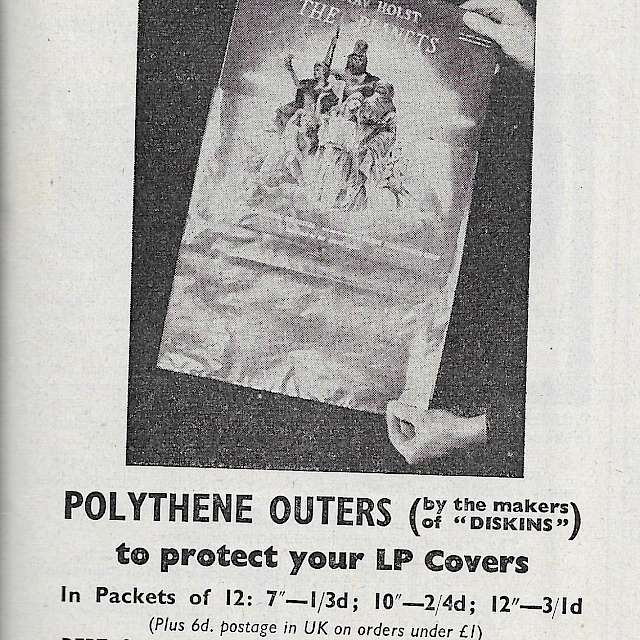 HOLST
THE PLANETS
POLYTHENE OUTERS (by the makers of "DISKINS")
to protect your LP Covers
In Packets of 12: 7″—1/3d; 10″—2/4d; 12″—3/1d
(Plus 6d. postage in UK on orders under £1)